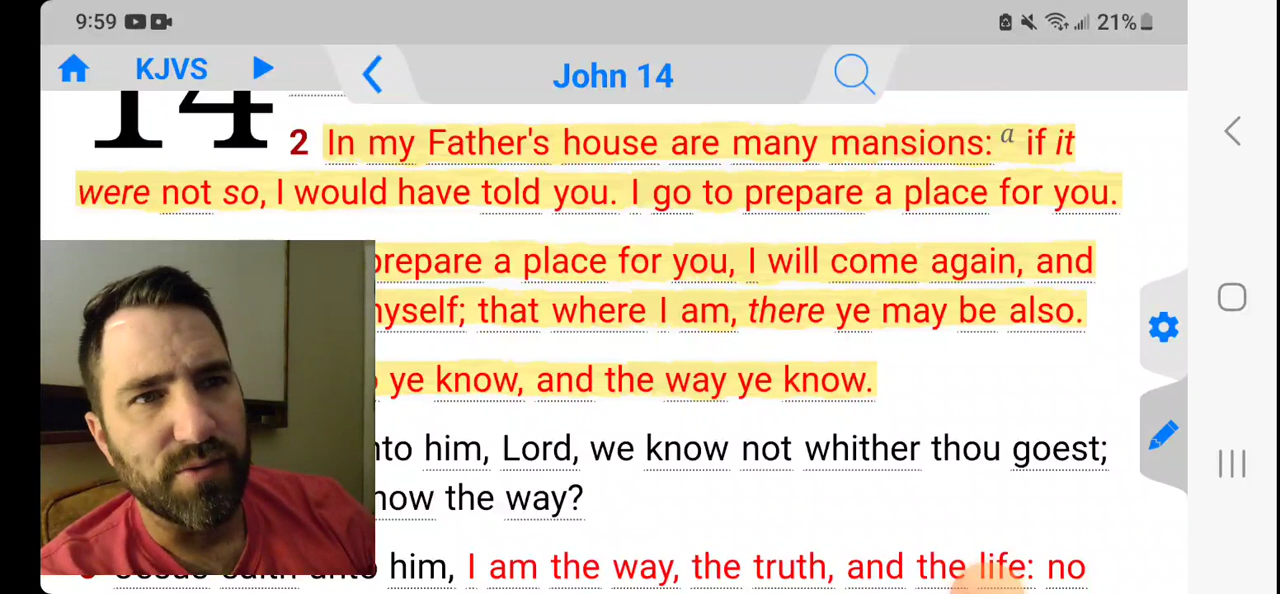 9:59 21%
KJVS John 14
14
2 In my Father's house are many mansions: a if it
were not so, I would have told you. I go to prepare a place for you.
prepare a place for you, I will come again, and
myself; that where I am, there ye may be also.
ye know, and the way ye know.
him, Lord, we know not whither thou goest;
the way?
him, I am the way, the truth, and the life: no